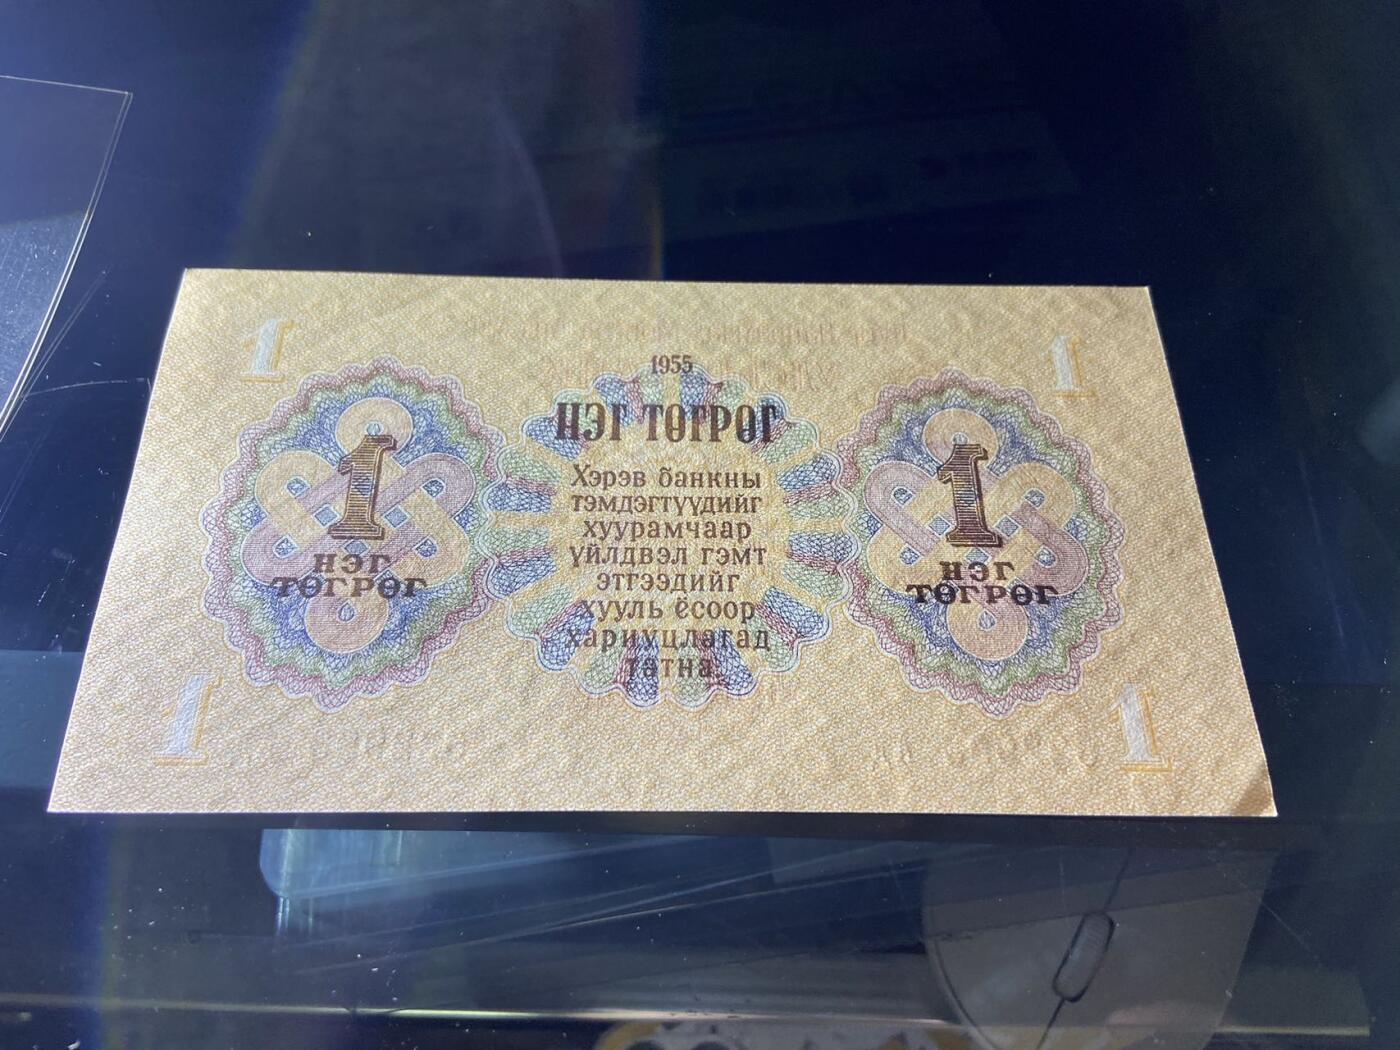 1
1
1955
НЭГ ТӨГРӨГ
1
НЭГ
ТӨГРӨГ
Хэрэв банкны
тэмдэгтүүдийг
хуурамчаар
үйлдвэл гэмт
этгээдийг
хууль ёсоор
хариуцлагад
татна.
1
НЭГ
ТӨГРӨГ
1
1